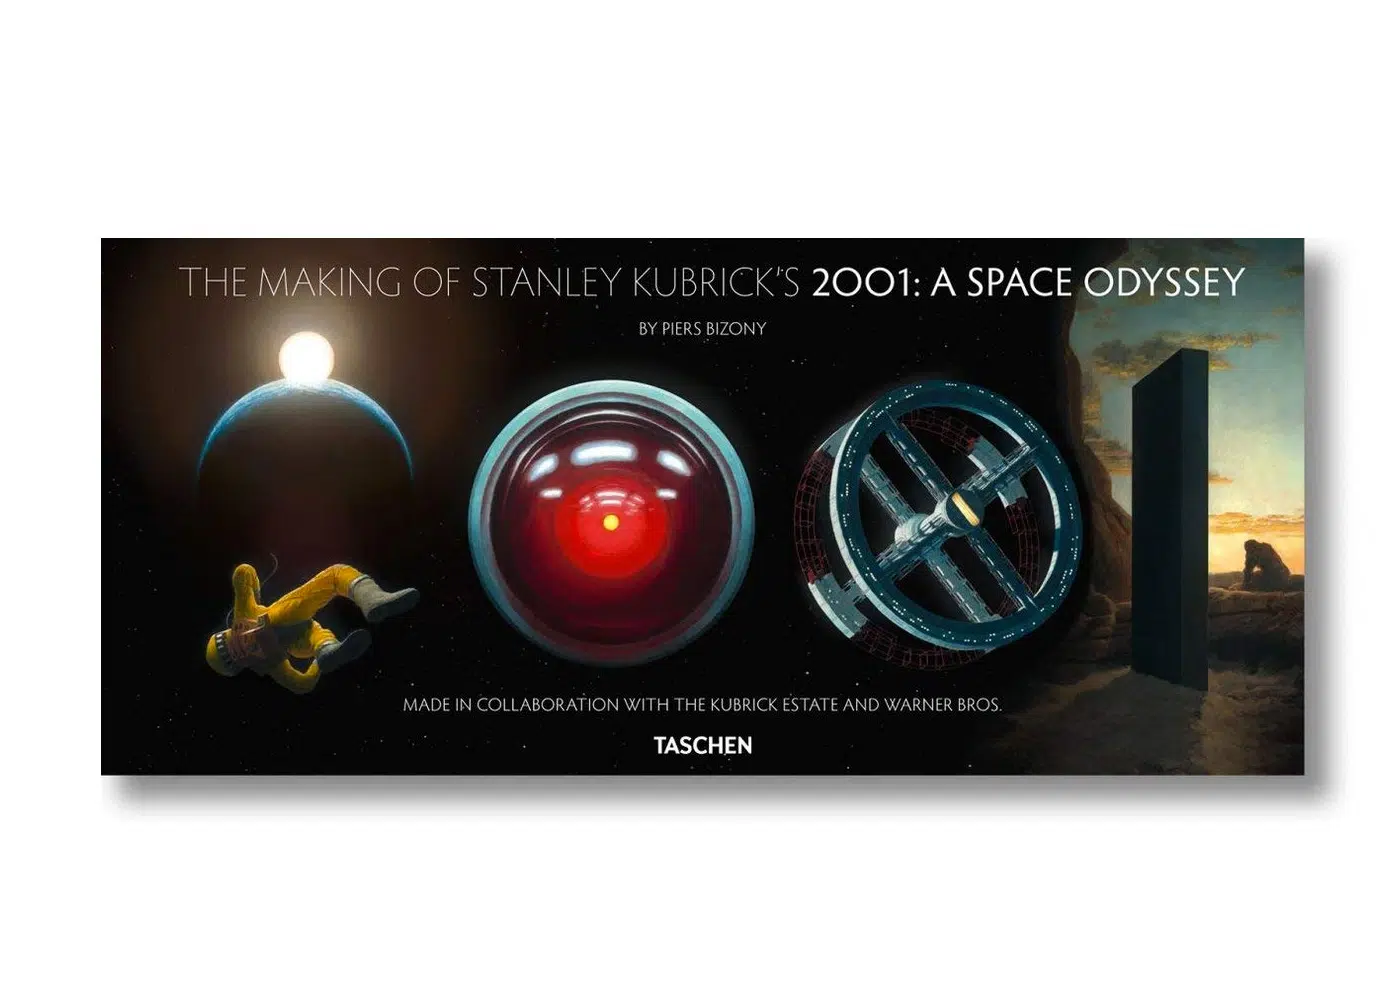 THE MAKING OF STANLEY KUBRICK'S 2001: A SPACE ODYSSEY
BY PIERS BIZONY
MADE IN COLLABORATION WITH THE KUBRICK ESTATE AND WARNER BROS.
TASCHEN